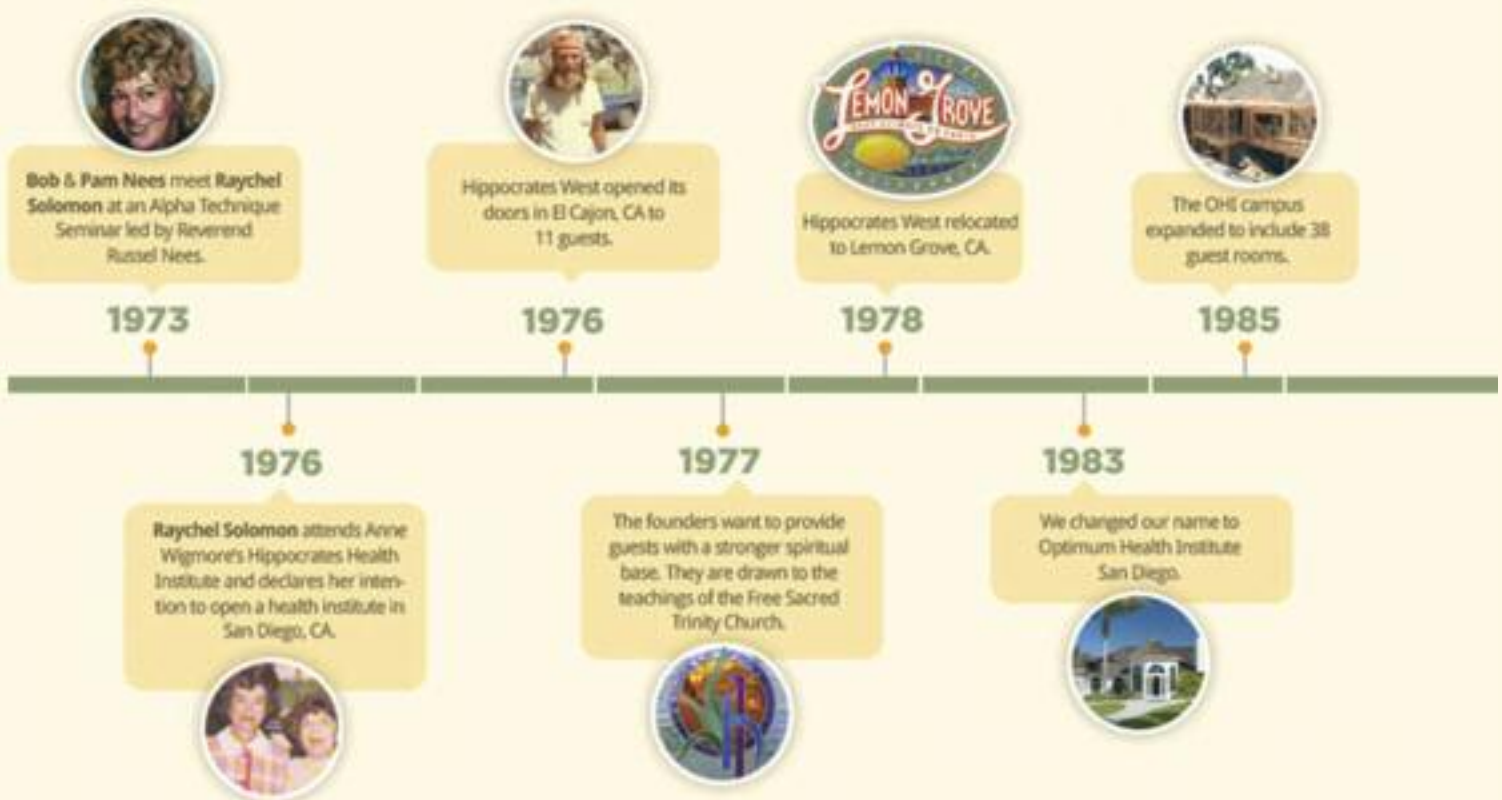 Bob & Pam Nees meet Raychel
Solomon at an Alpha Technique
Seminar led by Reverend
Russel Nees.
1973
Raychel Solomon attends Anne
Wigmore's Hippocrates Health
Institute and declares her inten-
tion to open a health institute in
San Diego, CA.
1976
Hippocrates West opened its
doors in El Cajon, CA to
11 guests.
1976
The founders want to provide
guests with a stronger spiritual
base. They are drawn to the
teachings of the Free Sacred
Trinity Church.
1977
LEMON GROVE
Hippocrates West relocated
to Lemon Grove, CA.
1978
We changed our name to
Optimum Health Institute
San Diego.
1983
The OHI campus
expanded to include 38
guest rooms.
1985